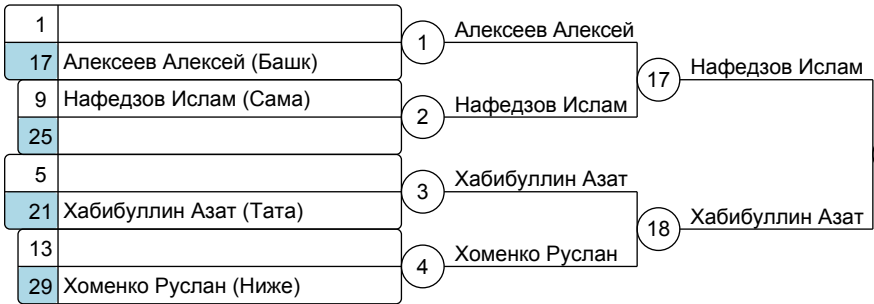 1
17 Алексеев Алексей (Башк)
9 Нафедзов Ислам (Сама)
25
5
21 Хабибуллин Азат (Тата)
13
29 Хоменко Руслан (Ниже)
1 Алексеев Алексей
2 Нафедзов Ислам
3 Хабибуллин Азат
4 Хоменко Руслан
17 Нафедзов Ислам
18 Хабибуллин Азат